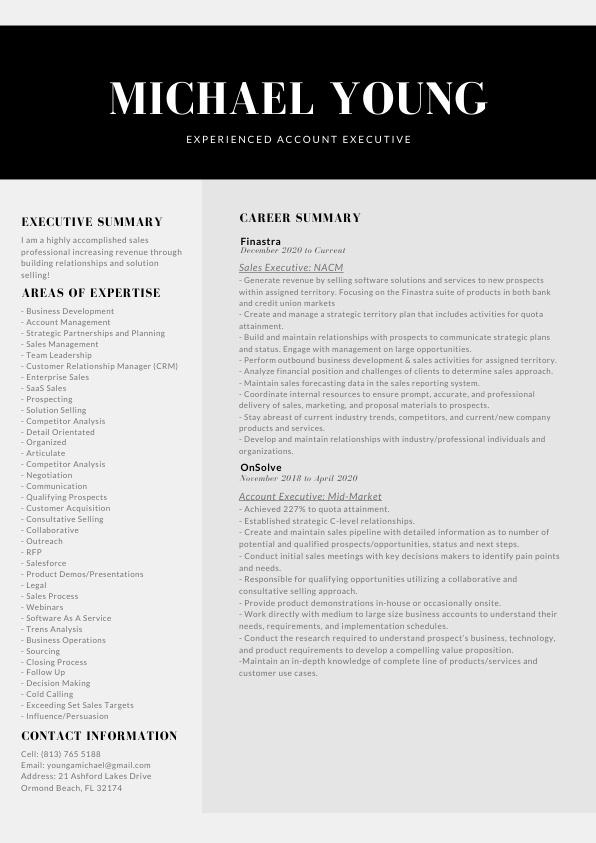 MICHAEL YOUNG
EXPERIENCED ACCOUNT EXECUTIVE
EXECUTIVE SUMMARY
I am a highly accomplished sales
professional increasing revenue through
building relationships and solution
selling!
AREAS OF EXPERTISE
- Business Development
- Account Management
- Strategic Partnerships and Planning
- Sales Management
- Team Leadership
- Customer Relationship Manager (CRM)
- Enterprise Sales
- SaaS Sales
- Prospecting
- Solution Selling
- Competitor Analysis
- Detail Orientated
- Organized
- Articulate
- Competitor Analysis
- Negotiation
- Communication
- Qualifying Prospects
- Customer Acquisition
- Consultative Selling
- Collaborative
- Outreach
- RFP
- Salesforce
- Product Demos/Presentations
- Legal
- Sales Process
- Webinars
- Software As A Service
- Trens Analysis
- Business Operations
- Sourcing
- Closing Process
- Follow Up
- Decision Making
- Cold Calling
- Exceeding Set Sales Targets
- Influence/Persuasion
CONTACT INFORMATION
Cell: (813) 765 5188
Email: youngamichael@gmail.com
Address: 21 Ashford Lakes Drive
Ormond Beach, FL 32174
CAREER SUMMARY
Finastra
December 2020 to Current
Sales Executive: NACM
- Generate revenue by selling software solutions and services to new prospects
within assigned territory. Focusing on the Finastra suite of products in both bank
and credit union markets
- Create and manage a strategic territory plan that includes activities for quota
attainment.
- Build and maintain relationships with prospects to communicate strategic plans
and status. Engage with management on large opportunities.
- Perform outbound business development & sales activities for assigned territory.
- Analyze financial position and challenges of clients to determine sales approach.
- Maintain sales forecasting data in the sales reporting system.
- Coordinate internal resources to ensure prompt, accurate, and professional
delivery of sales, marketing, and proposal materials to prospects.
- Stay abreast of current industry trends, competitors, and current/new company
products and services.
- Develop and maintain relationships with industry/professional individuals and
organizations.
OnSolve
November 2018 to April 2020
Account Executive: Mid-Market
- Achieved 227% to quota attainment.
- Established strategic C-level relationships.
- Create and maintain sales pipeline with detailed information as to number of
potential and qualified prospects/opportunities, status and next steps.
- Conduct initial sales meetings with key decisions makers to identify pain points
and needs.
- Responsible for qualifying opportunities utilizing a collaborative and
consultative selling approach.
- Provide product demonstrations in-house or occasionally onsite.
- Work directly with medium to large size business accounts to understand their
needs, requirements, and implementation schedules.
- Conduct the research required to understand prospect's business, technology,
and product requirements to develop a compelling value proposition.
-Maintain an in-depth knowledge of complete line of products/services and
customer use cases.